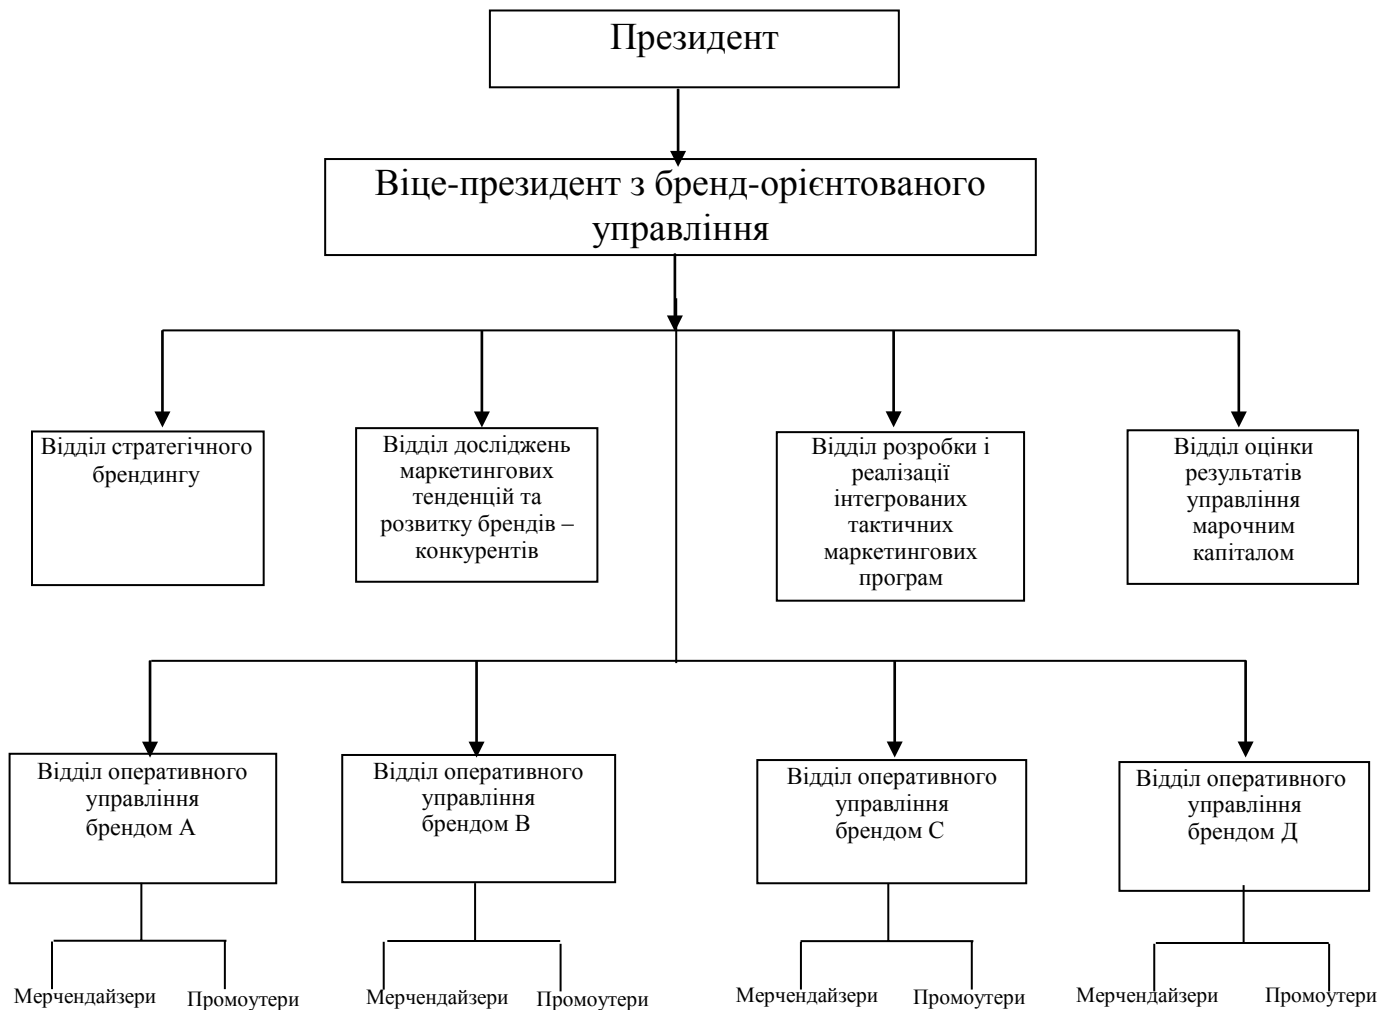 Президент
Віце-президент з бренд-орієнтованого
управління
Відділ стратегічного
брендингу
Відділ досліджень
маркетингових
тенденцій та
розвитку брендів –
конкурентів
Відділ розробки і
реалізації
інтегрованих
тактичних
маркетингових
програм
Відділ оцінки
результатів
управління
марочним
капіталом
Відділ оперативного
управління
брендом А
Відділ оперативного
управління
брендом В
Відділ оперативного
управління
брендом С
Відділ оперативного
управління
брендом Д
Мерчендайзери
Промоутери
Мерчендайзери
Промоутери
Мерчендайзери
Промоутери
Мерчендайзери
Промоутери